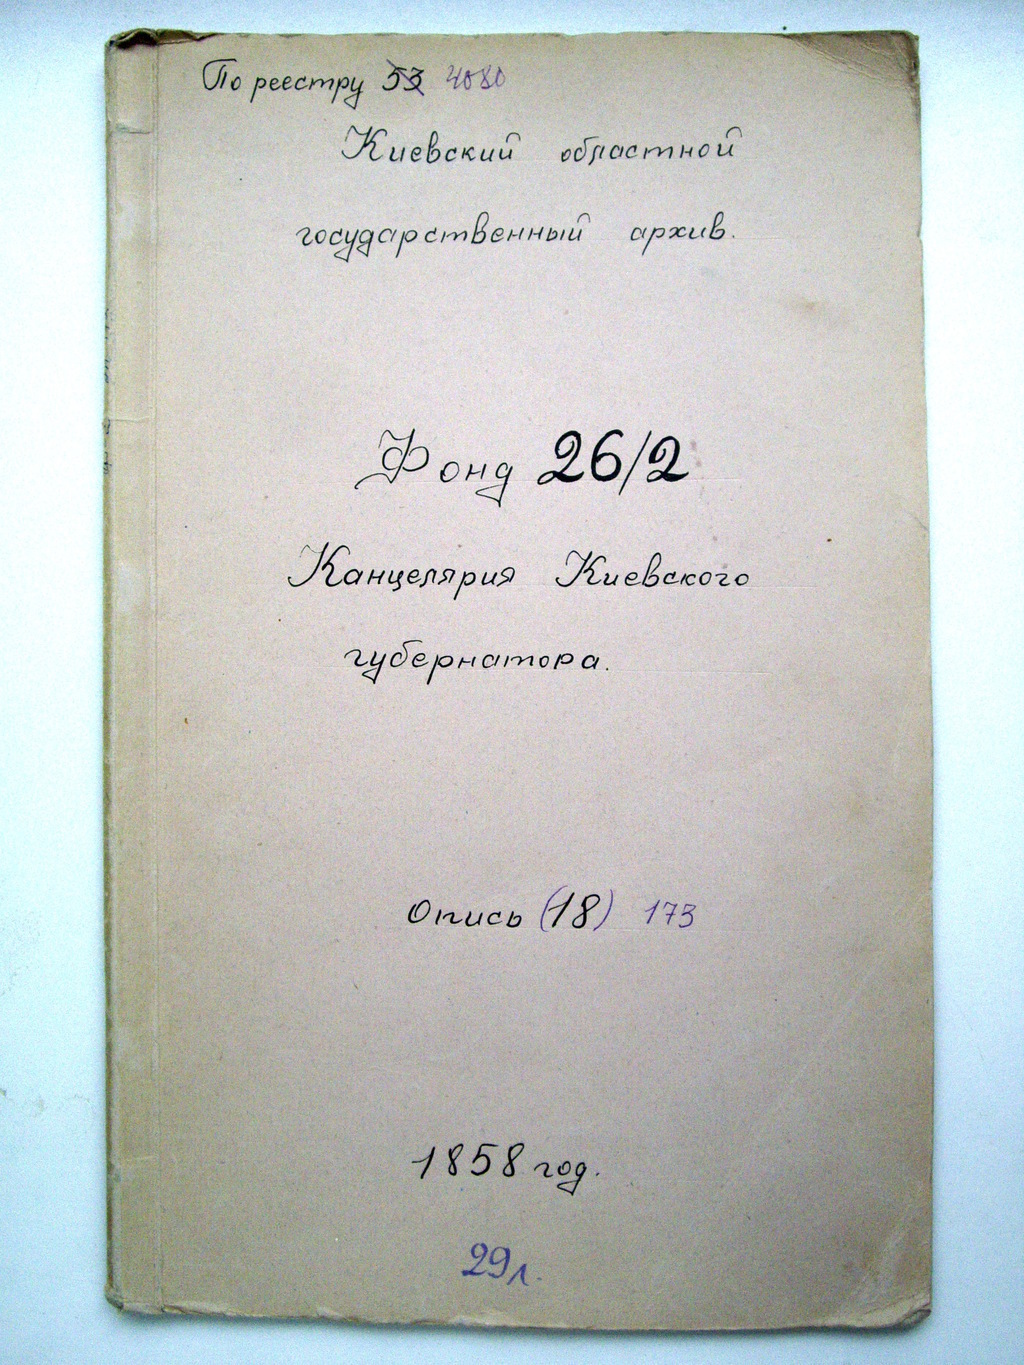 По реестру 53 4080
Киевский областной
государственный архив.
Фонд 26/2
Канцелярия Киевского
губернатора.
Опись (18) 173
1858 год.
29л.